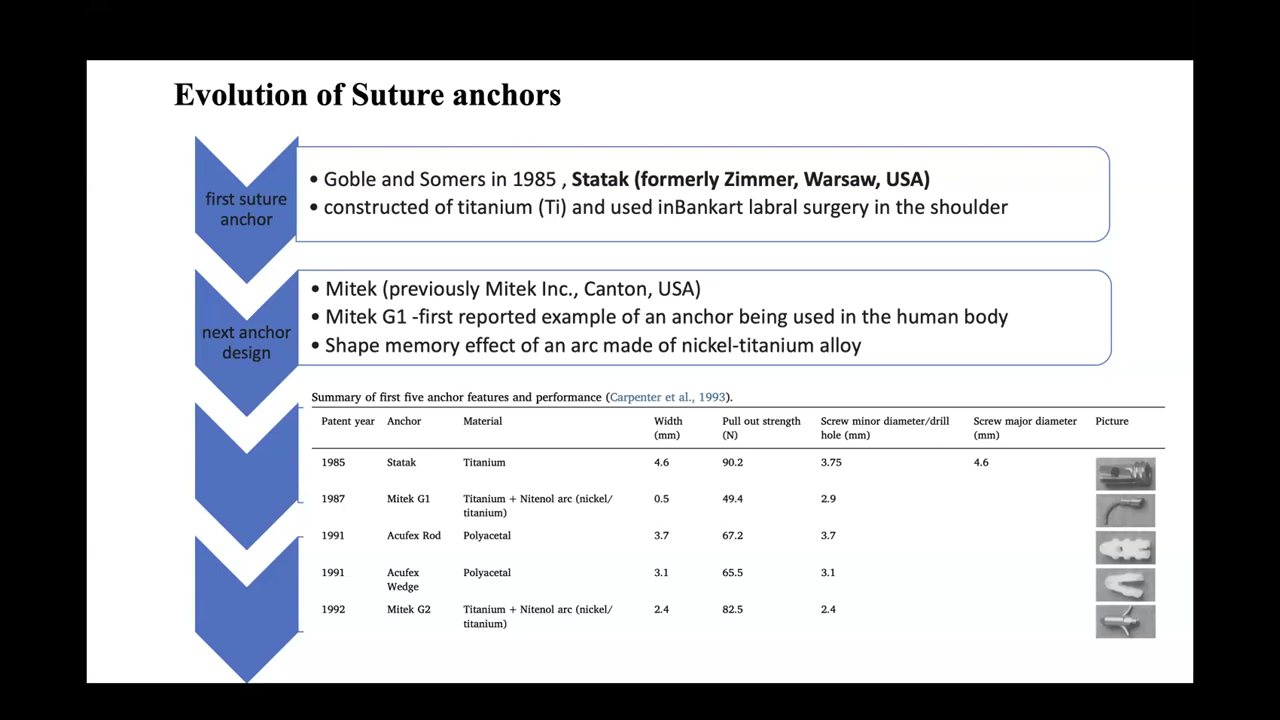 Evolution of Suture anchors
first suture
anchor
• Goble and Somers in 1985 , Statak (formerly Zimmer, Warsaw, USA)
• constructed of titanium (Ti) and used inBankart labral surgery in the shoulder
next anchor
design
• Mitek (previously Mitek Inc., Canton, USA)
• Mitek G1 -first reported example of an anchor being used in the human body
• Shape memory effect of an arc made of nickel-titanium alloy
Summary of first five anchor features and performance (Carpenter et al., 1993).
Patent year Anchor Material Width (mm) Pull out strength (N) Screw minor diameter/drill hole (mm) Screw major diameter (mm) Picture
1985 Statak Titanium 4.6 90.2 3.75 4.6
1987 Mitek G1 Titanium + Nitenol arc (nickel/ titanium) 0.5 49.4 2.9
1991 Acufex Rod Polyacetal 3.7 67.2 3.7
1991 Acufex Wedge Polyacetal 3.1 65.5 3.1
1992 Mitek G2 Titanium + Nitenol arc (nickel/ titanium) 2.4 82.5 2.4